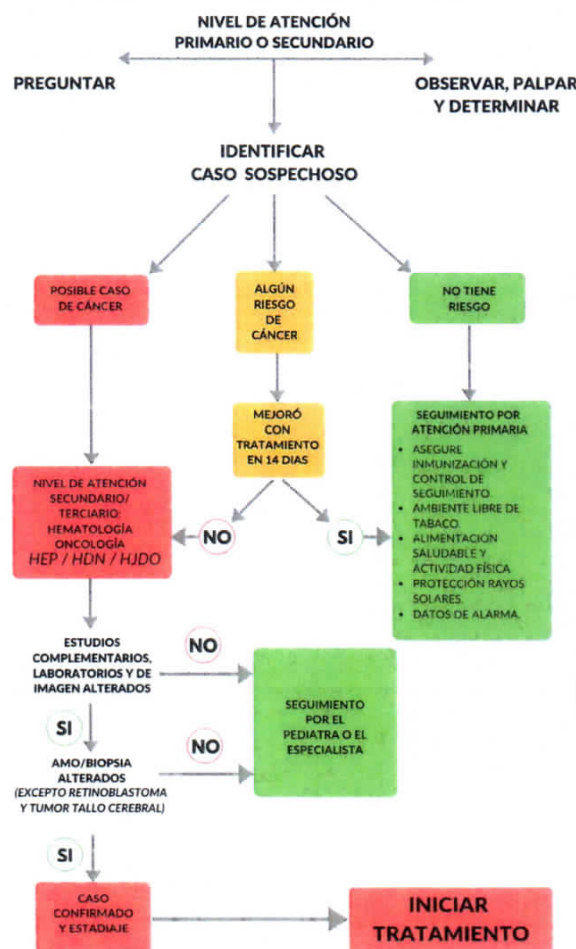 NIVEL DE ATENCIÓN
PRIMARIO O SECUNDARIO
PREGUNTAR
OBSERVAR, PALPAR
Y DETERMINAR
IDENTIFICAR
CASO SOSPECHOSO
POSIBLE CASO
DE CÁNCER
ALGÚN
RIESGO
DE
CÁNCER
NO TIENE
RIESGO
MEJORÓ
CON
TRATAMIENTO
EN 14 DIAS
SEGUIMIENTO POR
ATENCIÓN PRIMARIA
• ASEGURE
INMUNIZACIÓN Y
CONTROL DE
SEGUIMIENTO
• AMBIENTE LIBRE DE
TABACO.
• ALIMENTACIÓN
SALUDABLE Y
ACTIVIDAD FÍSICA.
• PROTECCIÓN RAYOS
SOLARES.
• DATOS DE ALARMA.
NIVEL DE ATENCIÓN
SECUNDARIO/
TERCIARIO:
HEMATOLOGÍA
ONCOLOGÍA
HEP / HDN / HJDO
NO
SI
ESTUDIOS
COMPLEMENTARIOS,
LABORATORIOS Y DE
IMAGEN ALTERADOS
NO
SEGUIMIENTO
POR EL
PEDIATRA O EL
ESPECIALISTA
SI
AMO/BIOPSIA
ALTERADOS
(EXCEPTO RETINOBLASTOMA
Y TUMOR TALLO CEREBRAL)
NO
SI
CASO
CONFIRMADO
Y ESTADIAJE
INICIAR
TRATAMIENTO